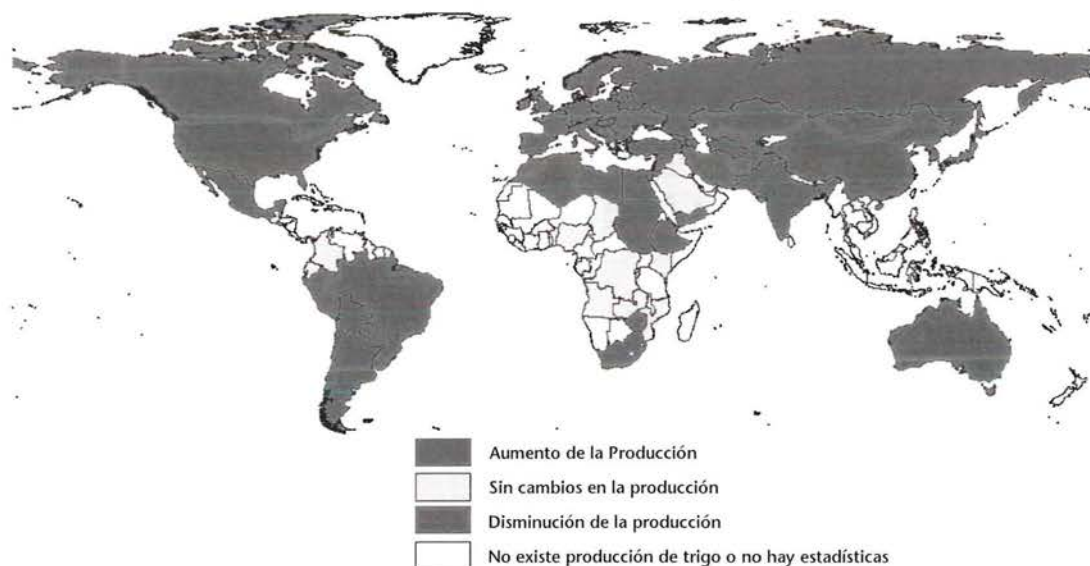 Aumento de la Producción
Sin cambios en la producción
Disminución de la producción
No existe producción de trigo o no hay estadísticas